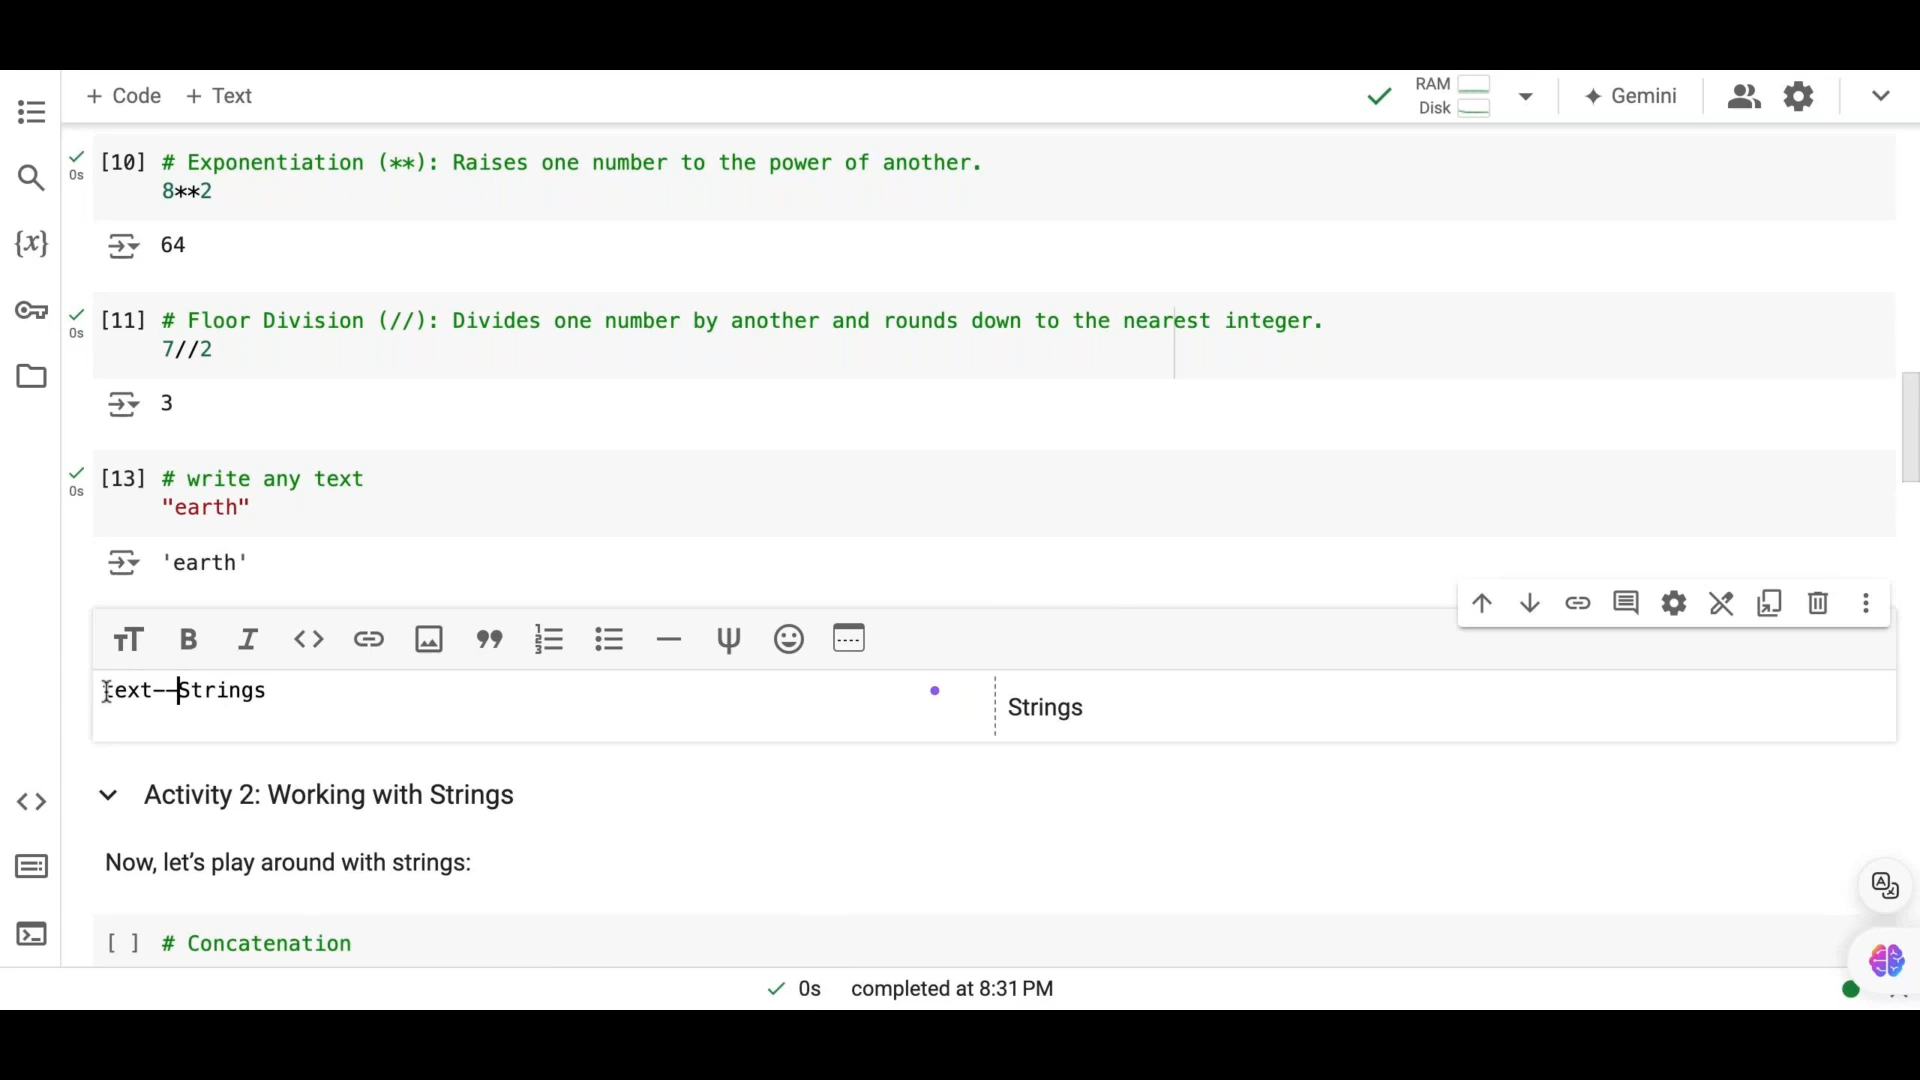 + Code + Text
RAM
Disk
Gemini
{x}
0s
[10] # Exponentiation (**): Raises one number to the power of another.
8**2
64
0s
[11] # Floor Division (//): Divides one number by another and rounds down to the nearest integer.
7//2
3
0s
[13] # write any text
"earth"
'earth'
text--Strings
Strings
Activity 2: Working with Strings
Now, let’s play around with strings:
[ ] # Concatenation
0s completed at 8:31 PM